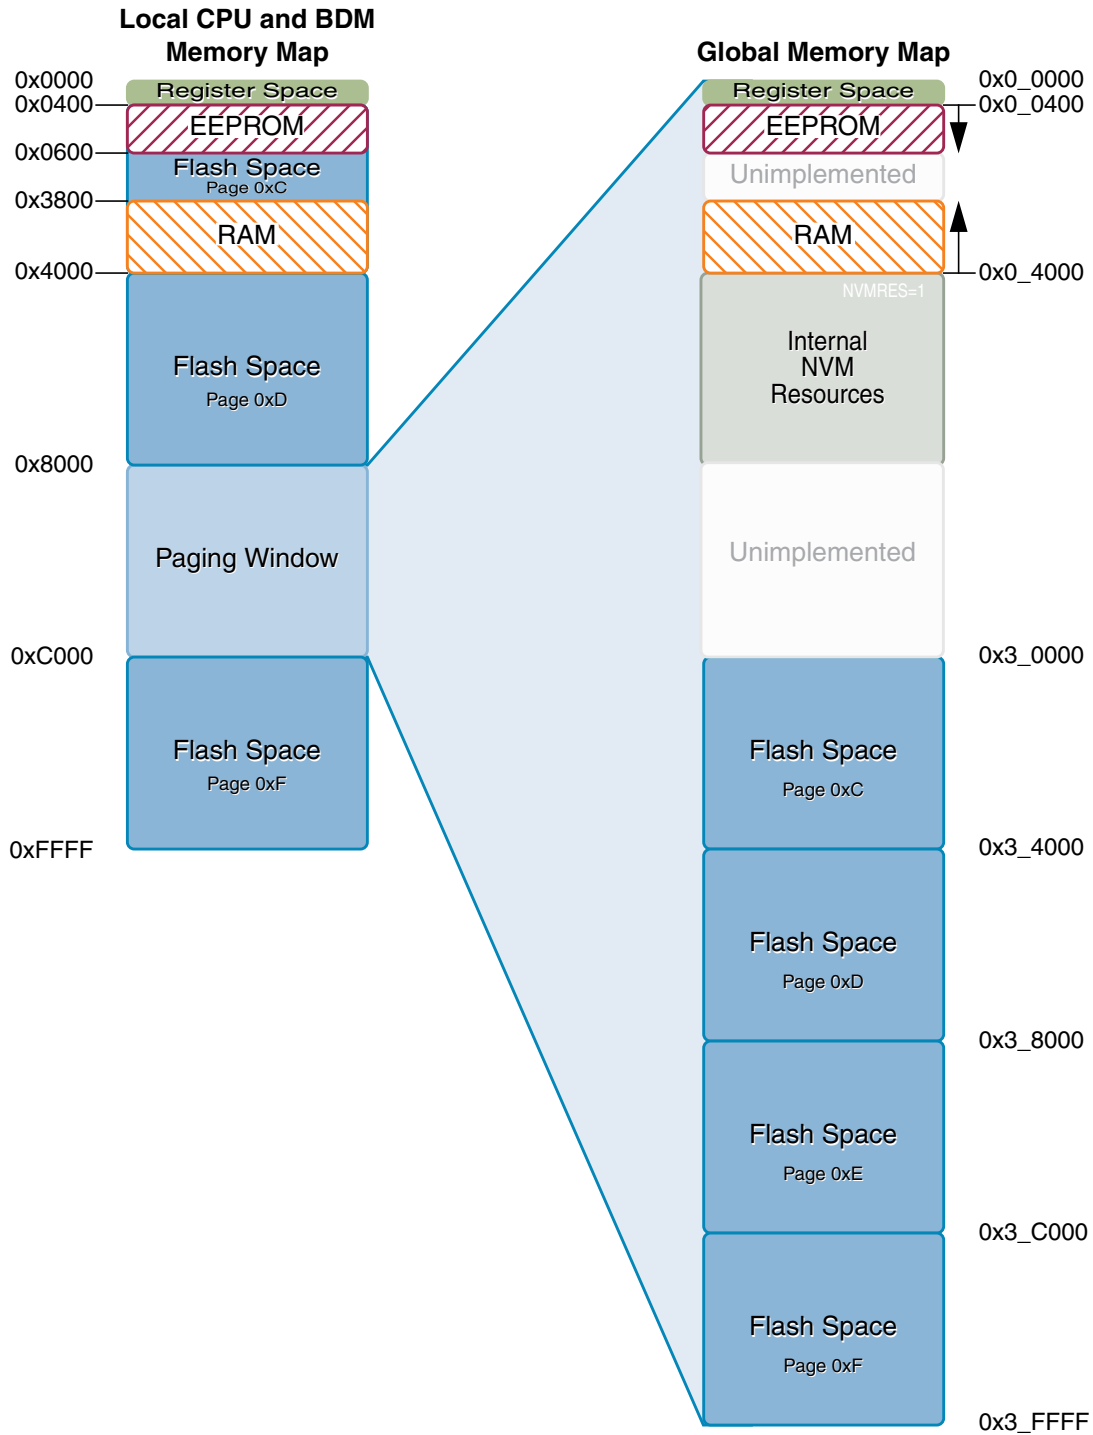 Local CPU and BDM
Memory Map
0x0000
Register Space
0x0400
EEPROM
0x0600
Flash Space
Page 0xC
0x3800
RAM
0x4000
Flash Space
Page 0xD
0x8000
Paging Window
0xC000
Flash Space
Page 0xF
0xFFFF
Global Memory Map
0x0_0000
Register Space
0x0_0400
EEPROM
Unimplemented
RAM
0x0_4000
NVMRES=1
Internal
NVM
Resources
Unimplemented
0x3_0000
Flash Space
Page 0xC
0x3_4000
Flash Space
Page 0xD
0x3_8000
Flash Space
Page 0xE
0x3_C000
Flash Space
Page 0xF
0x3_FFFF